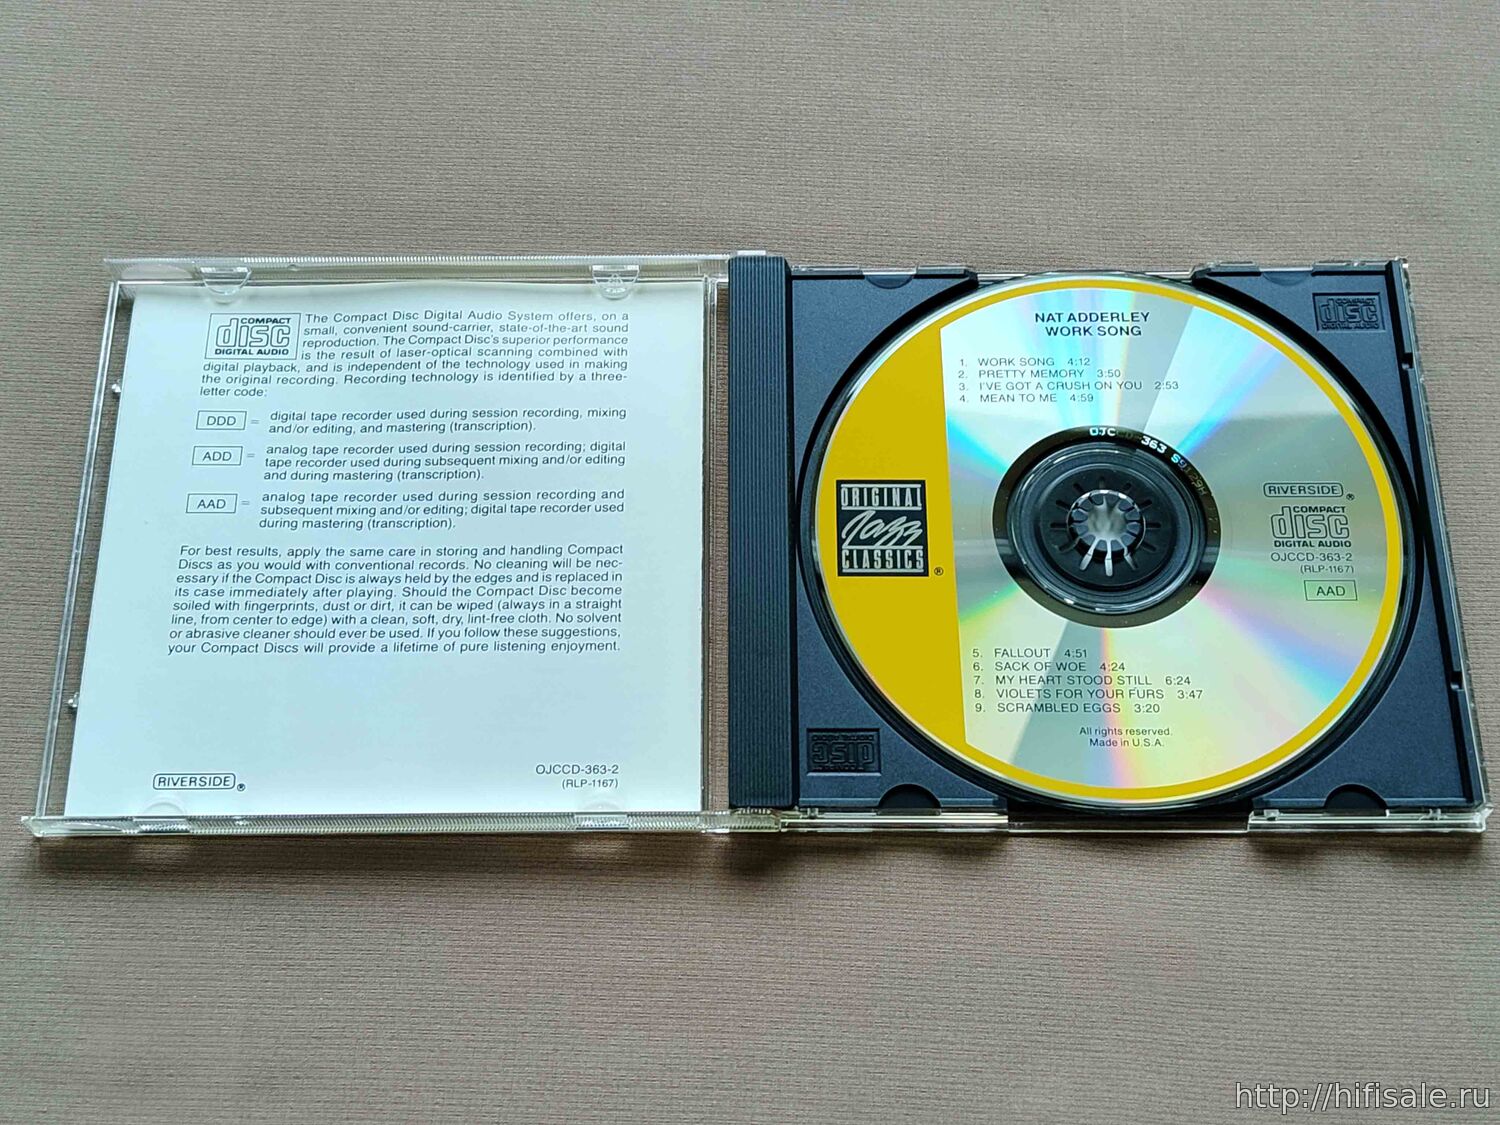 COMPACT
disc
DIGITAL AUDIO
The Compact Disc Digital Audio System offers, on a
small, convenient sound-carrier, state-of-the-art sound
reproduction. The Compact Disc's superior performance
is the result of laser-optical scanning combined with
digital playback, and is independent of the technology used in making
the original recording. Recording technology is identified by a three-
letter code:
DDD = digital tape recorder used during session recording, mixing
and/or editing, and mastering (transcription).
ADD = analog tape recorder used during session recording; digital
tape recorder used during subsequent mixing and/or editing
and during mastering (transcription).
AAD = analog tape recorder used during session recording and
subsequent mixing and/or editing; digital tape recorder used
during mastering (transcription).
For best results, apply the same care in storing and handling Compact
Discs as you would with conventional records. No cleaning will be nec-
essary if the Compact Disc is always held by the edges and is replaced in
its case immediately after playing. Should the Compact Disc become
soiled with fingerprints, dust or dirt, it can be wiped (always in a straight
line, from center to edge) with a clean, soft, dry, lint-free cloth. No solvent
or abrasive cleaner should ever be used. If you follow these suggestions,
your Compact Discs will provide a lifetime of pure listening enjoyment.
RIVERSIDE ®
OJCCD-363-2
(RLP-1167)
NAT ADDERLEY
WORK SONG
1. WORK SONG 4:12
2. PRETTY MEMORY 3:50
3. I'VE GOT A CRUSH ON YOU 2:53
4. MEAN TO ME 4:59
OJCCD-363
ORIGINAL
Jazz
CLASSICS ®
RIVERSIDE ®
COMPACT
disc
DIGITAL AUDIO
OJCCD-363-2
(RLP-1167)
AAD
5. FALLOUT 4:51
6. SACK OF WOE 4:24
7. MY HEART STOOD STILL 6:24
8. VIOLETS FOR YOUR FURS 3:47
9. SCRAMBLED EGGS 3:20
All rights reserved.
Made in U.S.A.
COMPACT
disc
DIGITAL AUDIO
COMPACT
disc
DIGITAL AUDIO
http://hifisale.ru